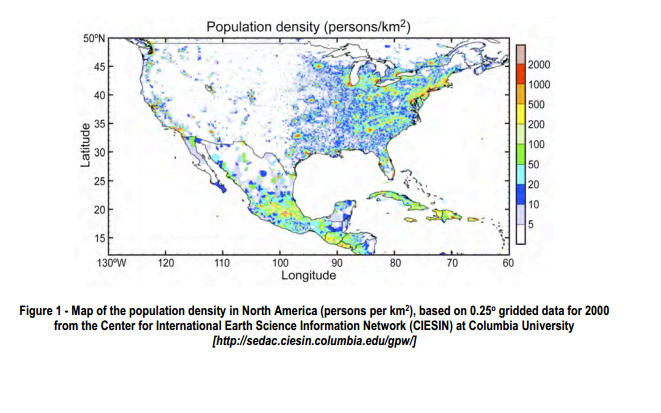 Population density (persons/km²)
50°N
45
40
35
30
25
20
15
Latitude
130°W 120 110 100 90 80 70 60
Longitude
2000
1000
500
200
100
50
20
10
5
Figure 1 - Map of the population density in North America (persons per km²), based on 0.25º gridded data for 2000
from the Center for International Earth Science Information Network (CIESIN) at Columbia University
[http://sedac.ciesin.columbia.edu/gpw/]